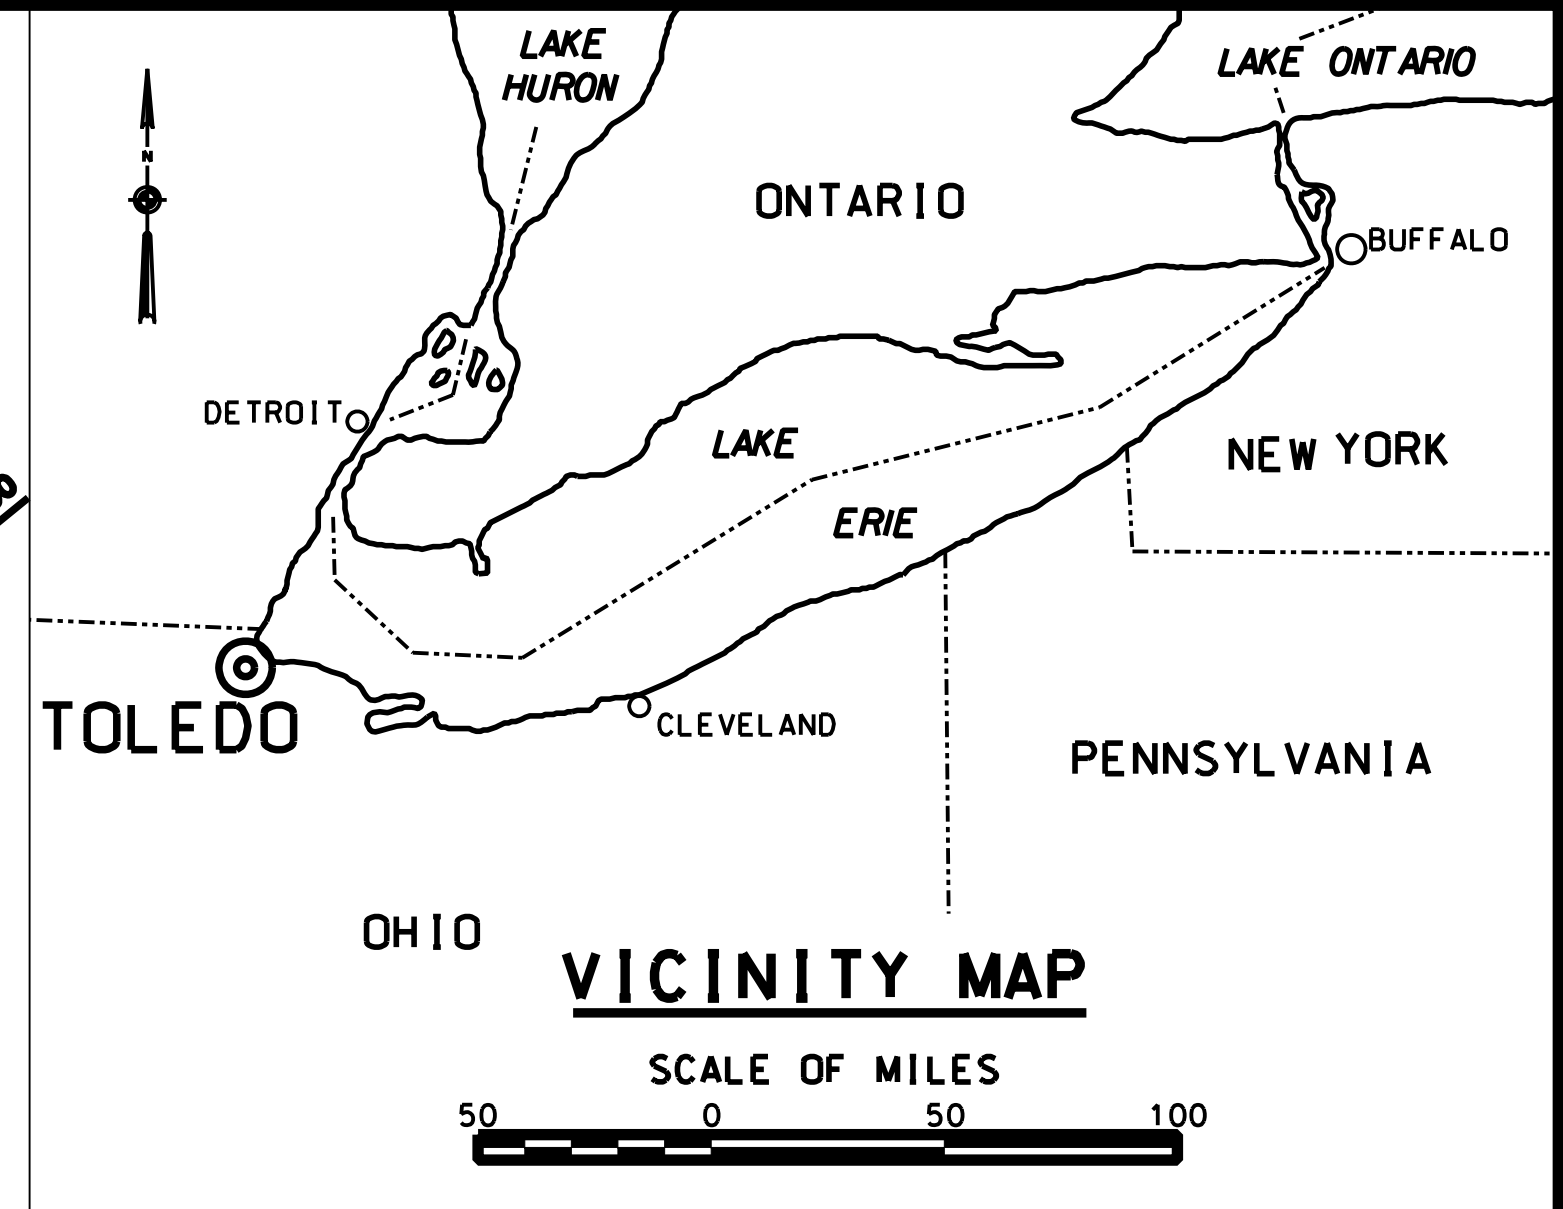 LAKE
HURON
LAKE ONTARIO
N
ONTARIO
BUFFALO
DETROIT
LAKE
ERIE
NEW YORK
TOLEDO
CLEVELAND
PENNSYLVANIA
OHIO
VICINITY MAP
SCALE OF MILES
50 0 50 100